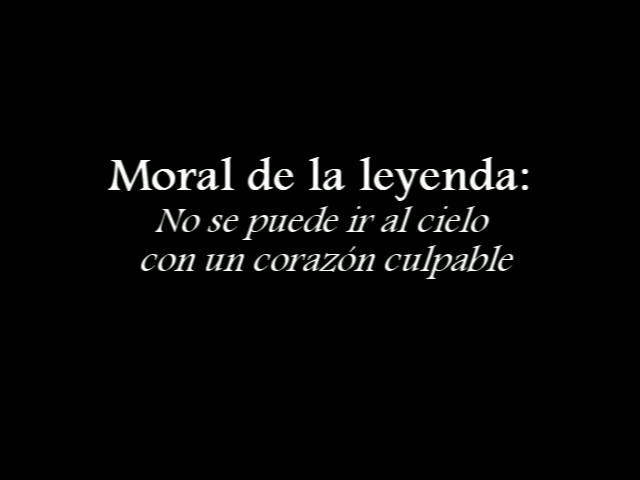 Moral de la leyenda:
No se puede ir al cielo
con un corazón culpable